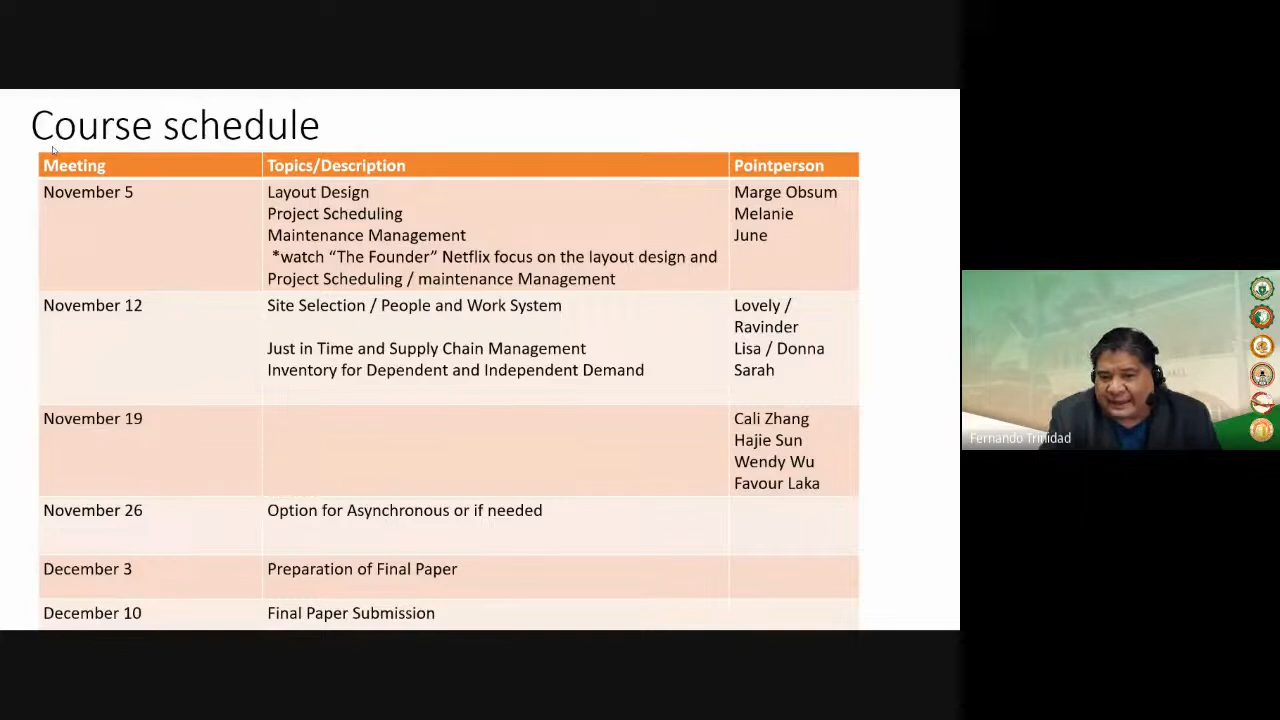 Course schedule
Meeting
Topics/Description
Pointperson
November 5
Layout Design
Project Scheduling
Maintenance Management
*watch “The Founder” Netflix focus on the layout design and
Project Scheduling / maintenance Management
Marge Obsum
Melanie
June
November 12
Site Selection / People and Work System
Just in Time and Supply Chain Management
Inventory for Dependent and Independent Demand
Lovely /
Ravinder
Lisa / Donna
Sarah
November 19
Cali Zhang
Hajie Sun
Wendy Wu
Favour Laka
November 26
Option for Asynchronous or if needed
December 3
Preparation of Final Paper
December 10
Final Paper Submission
Fernando Trinidad